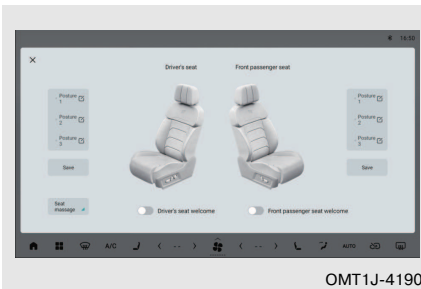 16:50
Driver's seat
Front passenger seat
Posture
1
Posture
2
Posture
3
Save
Posture
1
Posture
2
Posture
3
Save
Seat
massage
Driver's seat welcome
Front passenger seat welcome
A/C
< -- >
< -- >
AUTO
OMT1J-4190